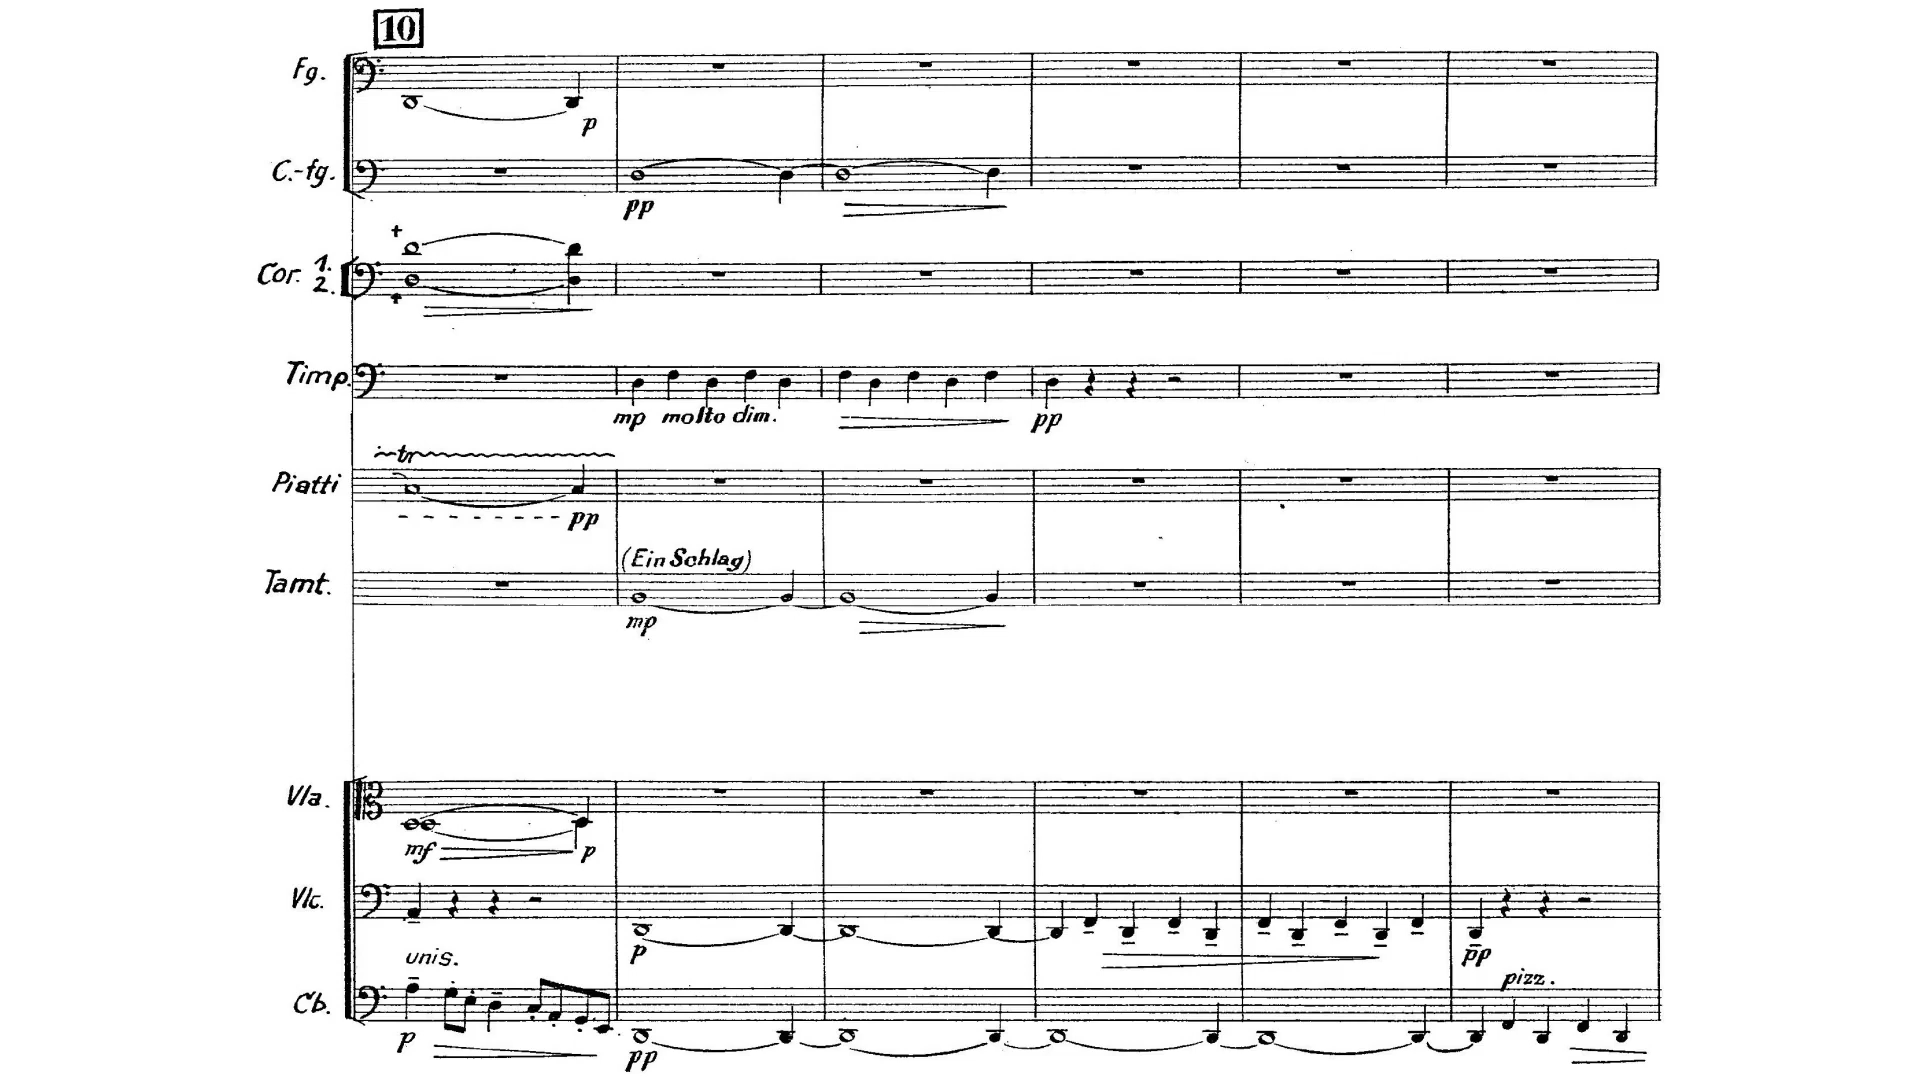 10
Fg.
p
C.-fg.
pp
Cor. 1.
2.
Timp.
mp molto dim.
pp
tr
Piatti
pp
(Ein Schlag)
Tamt.
mp
Vla.
mf
p
Vlc.
p
pp
unis.
pizz.
Cb.
p
pp